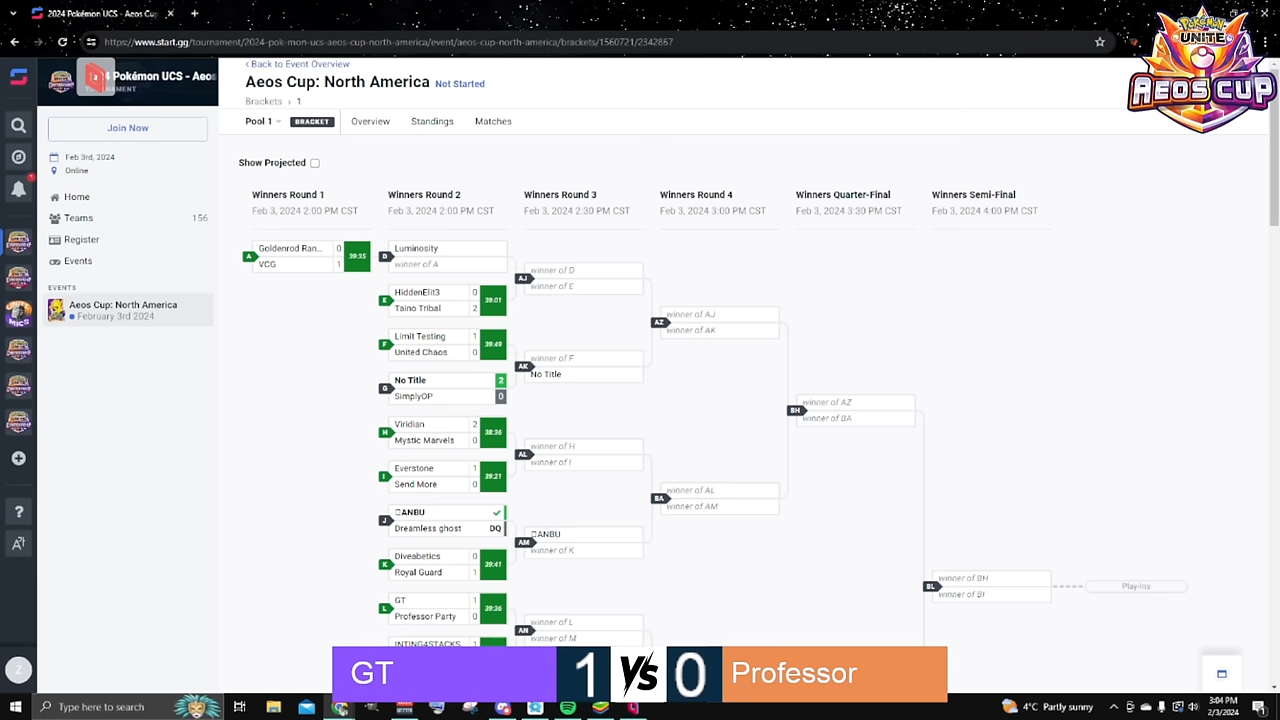 2024 Pokémon UCS - Aeos Cup
https://www.start.gg/tournament/2024-pok-mon-ucs-aeos-cup-north-america/event/aeos-cup-north-america/brackets/1560721/2342867
POKÉMON UNITE
AEOS CUP
4 Pokémon UCS - Aeos
TOURNAMENT
Join Now
Feb 3rd, 2024
Online
Home
Teams 156
Register
Events
EVENTS
Aeos Cup: North America
February 3rd 2024
‹ Back to Event Overview
Aeos Cup: North America Not Started
Brackets › 1
Pool 1 BRACKET Overview Standings Matches
Show Projected
Winners Round 1 Winners Round 2 Winners Round 3 Winners Round 4 Winners Quarter-Final Winners Semi-Final
Feb 3, 2024 2:00 PM CST Feb 3, 2024 2:00 PM CST Feb 3, 2024 2:30 PM CST Feb 3, 2024 3:00 PM CST Feb 3, 2024 3:30 PM CST Feb 3, 2024 4:00 PM CST
A Goldenrod Ran... 0 39:35
VCG 1
D Luminosity
winner of A
E HiddenElit3 0 39:01
Taino Tribal 2
F Limit Testing 1 39:49
United Chaos 0
G No Title 2
SimplyOP 0
H Viridian 2 38:36
Mystic Marvels 0
I Everstone 1 39:21
Send More 0
J ANBU
Dreamless ghost DQ
K Diveabetics 0 39:41
Royal Guard 1
L GT 1 39:36
Professor Party 0
INTING4STACKS
AJ winner of D
winner of E
AK winner of F
No Title
AL winner of H
winner of I
AM ANBU
winner of K
AN winner of L
winner of M
AZ winner of AJ
winner of AK
BA winner of AL
winner of AM
BH winner of AZ
winner of BA
BL winner of BH
winner of BI
Play-Ins
GT 1 VS 0 Professor
Type here to search
4°C Partly sunny
3:04 PM
2/3/2024